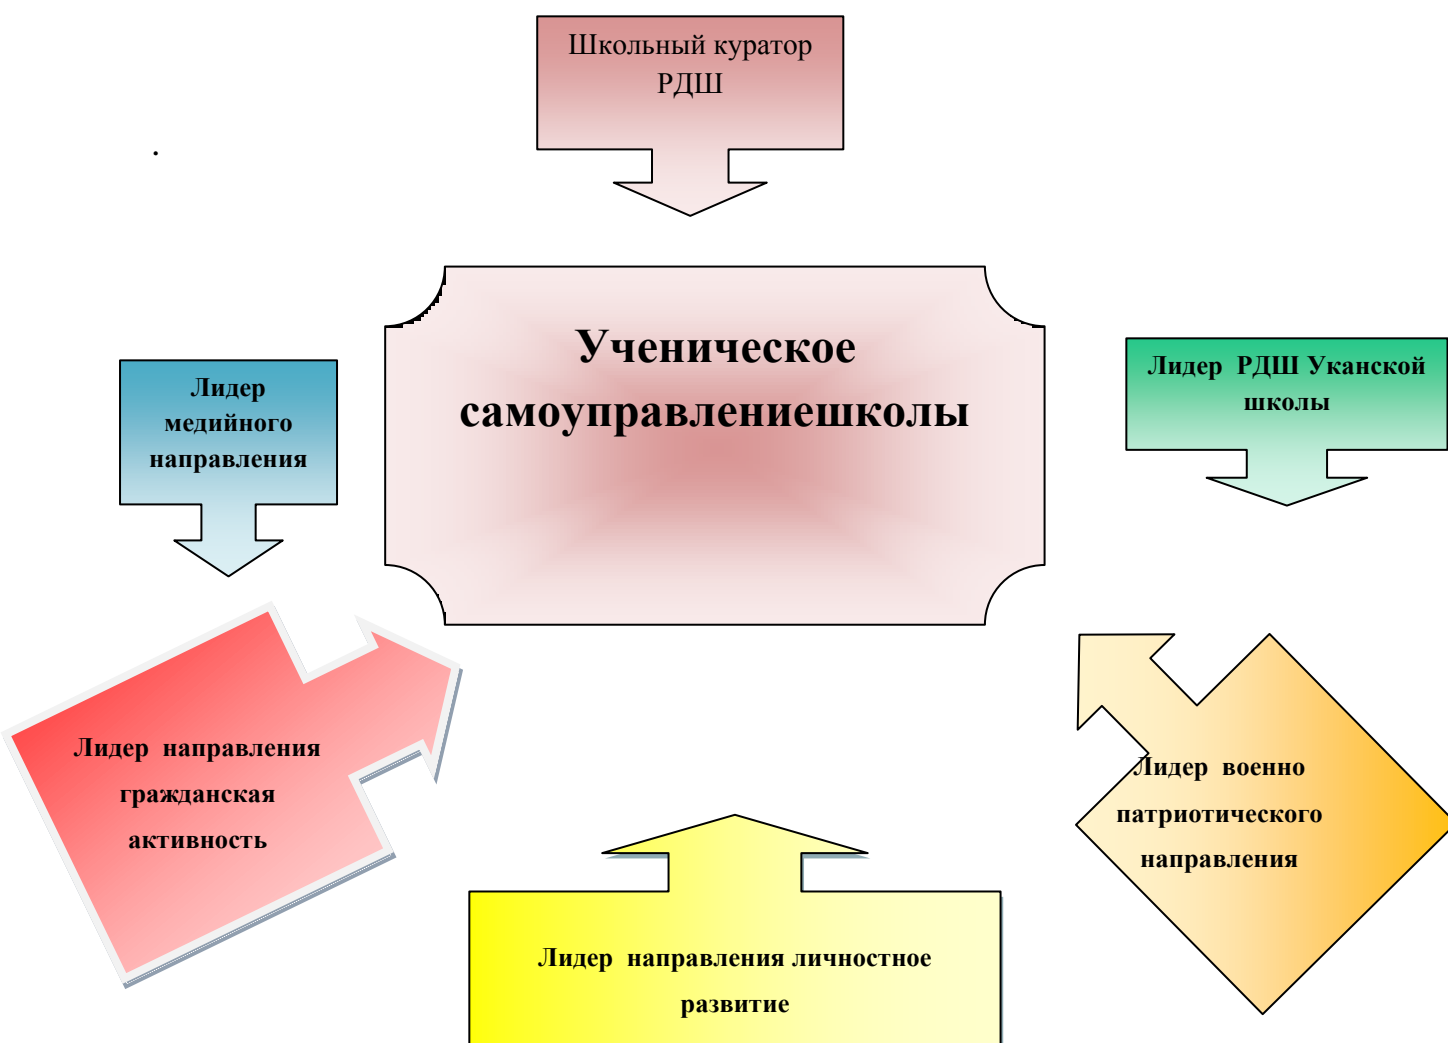 Школьный куратор
РДШ
.
Ученическое
самоуправлениешколы
Лидер
медийного
направления
Лидер РДШ Уканской
школы
Лидер направления
гражданская
активность
Лидер военно
патриотического
направления
Лидер направления личностное
развитие